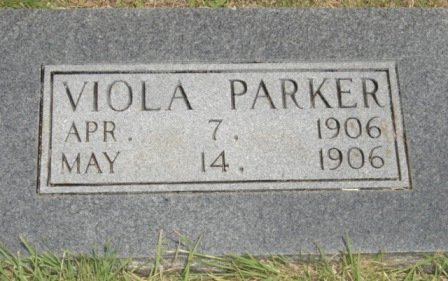 VIOLA PARKER
APR. 7. 1906
MAY 14. 1906